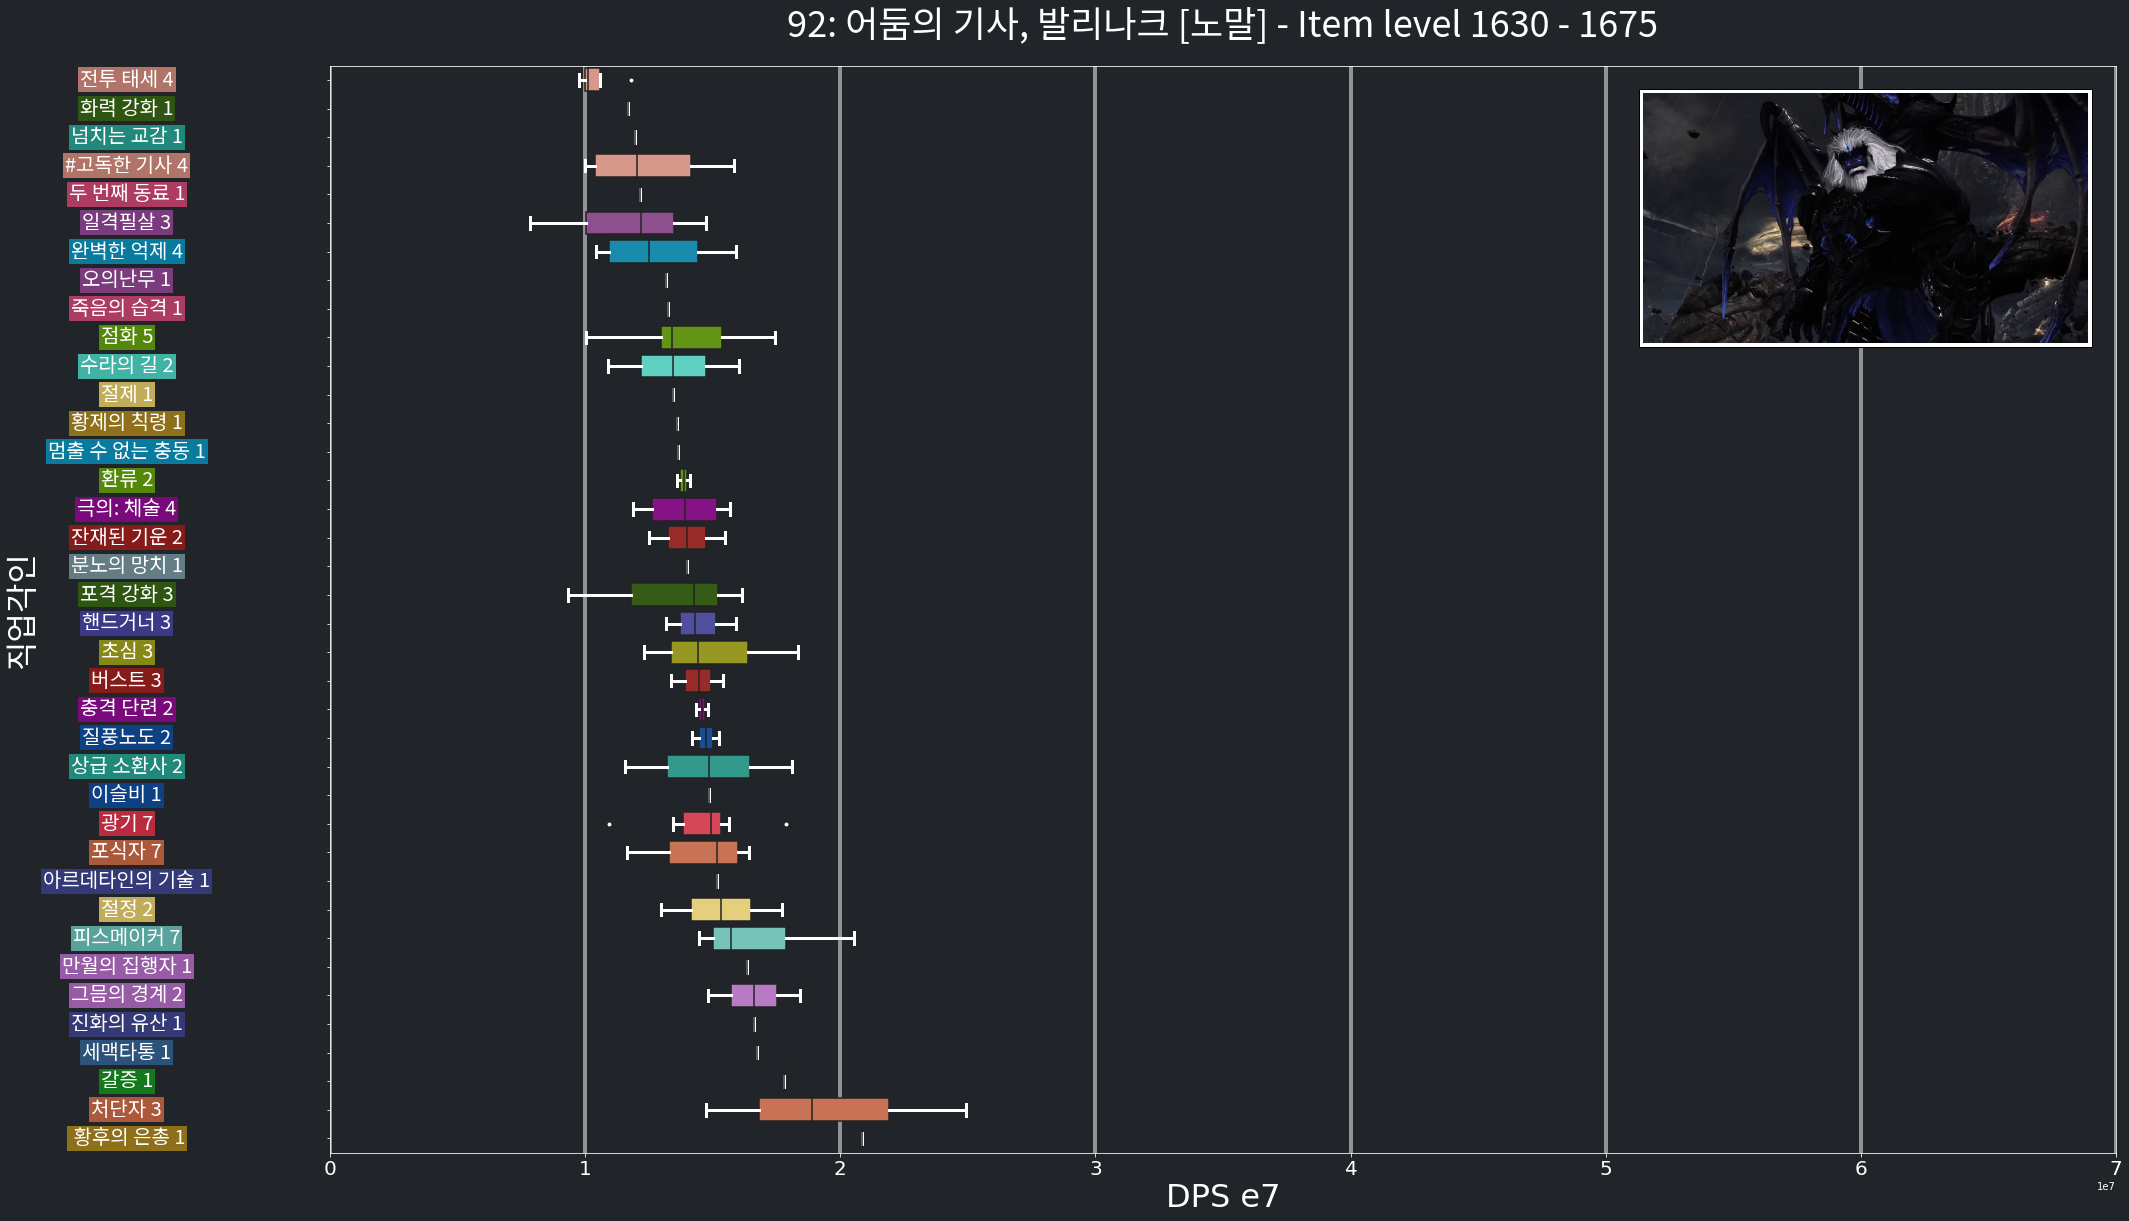 92: 어둠의 기사, 발리나크 [노말] - Item level 1630 - 1675
전투 태세 4
화력 강화 1
넘치는 교감 1
#고독한 기사 4
두 번째 동료 1
일격필살 3
완벽한 억제 4
오의난무 1
죽음의 습격 1
점화 5
수라의 길 2
절제 1
황제의 칙령 1
멈출 수 없는 충동 1
환류 2
극의: 체술 4
잔재된 기운 2
분노의 망치 1
포격 강화 3
핸드거너 3
초심 3
버스트 3
충격 단련 2
질풍노도 2
상급 소환사 2
이슬비 1
광기 7
포식자 7
아르데타인의 기술 1
절정 2
피스메이커 7
만월의 집행자 1
그믐의 경계 2
진화의 유산 1
세맥타통 1
갈증 1
처단자 3
황후의 은총 1
직업각인
0 1 2 3 4 5 6 7
1e7
DPS e7